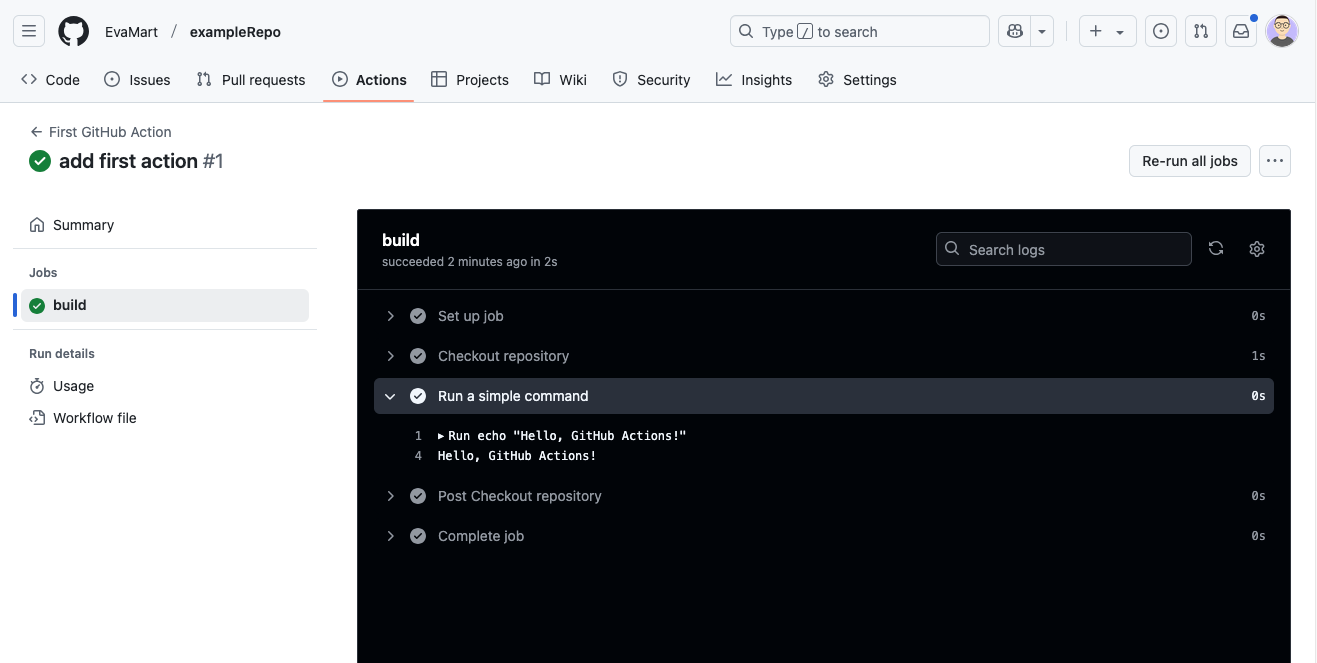 EvaMart / exampleRepo
Type / to search
Code Issues Pull requests Actions Projects Wiki Security Insights Settings
← First GitHub Action
add first action #1
Re-run all jobs
Summary
Jobs
build
Run details
Usage
Workflow file
build
succeeded 2 minutes ago in 2s
Search logs
Set up job 0s
Checkout repository 1s
Run a simple command 0s
1 ▸ Run echo "Hello, GitHub Actions!"
4 Hello, GitHub Actions!
Post Checkout repository 0s
Complete job 0s